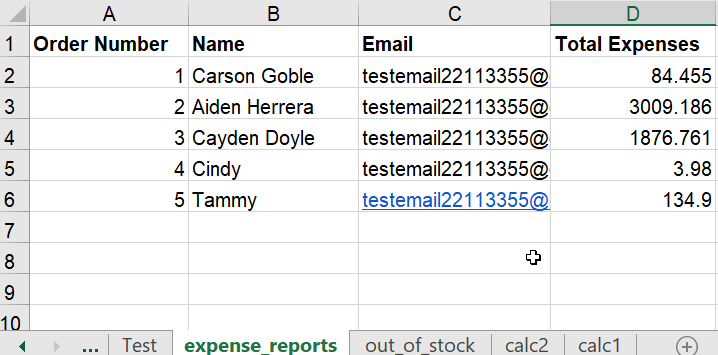 A B C D
1 Order Number Name Email Total Expenses
2 1 Carson Goble testemail22113355@ 84.455
3 2 Aiden Herrera testemail22113355@ 3009.186
4 3 Cayden Doyle testemail22113355@ 1876.761
5 4 Cindy testemail22113355@ 3.98
6 5 Tammy testemail22113355@ 134.9
7
8
9
10
... Test expense_reports out_of_stock calc2 calc1